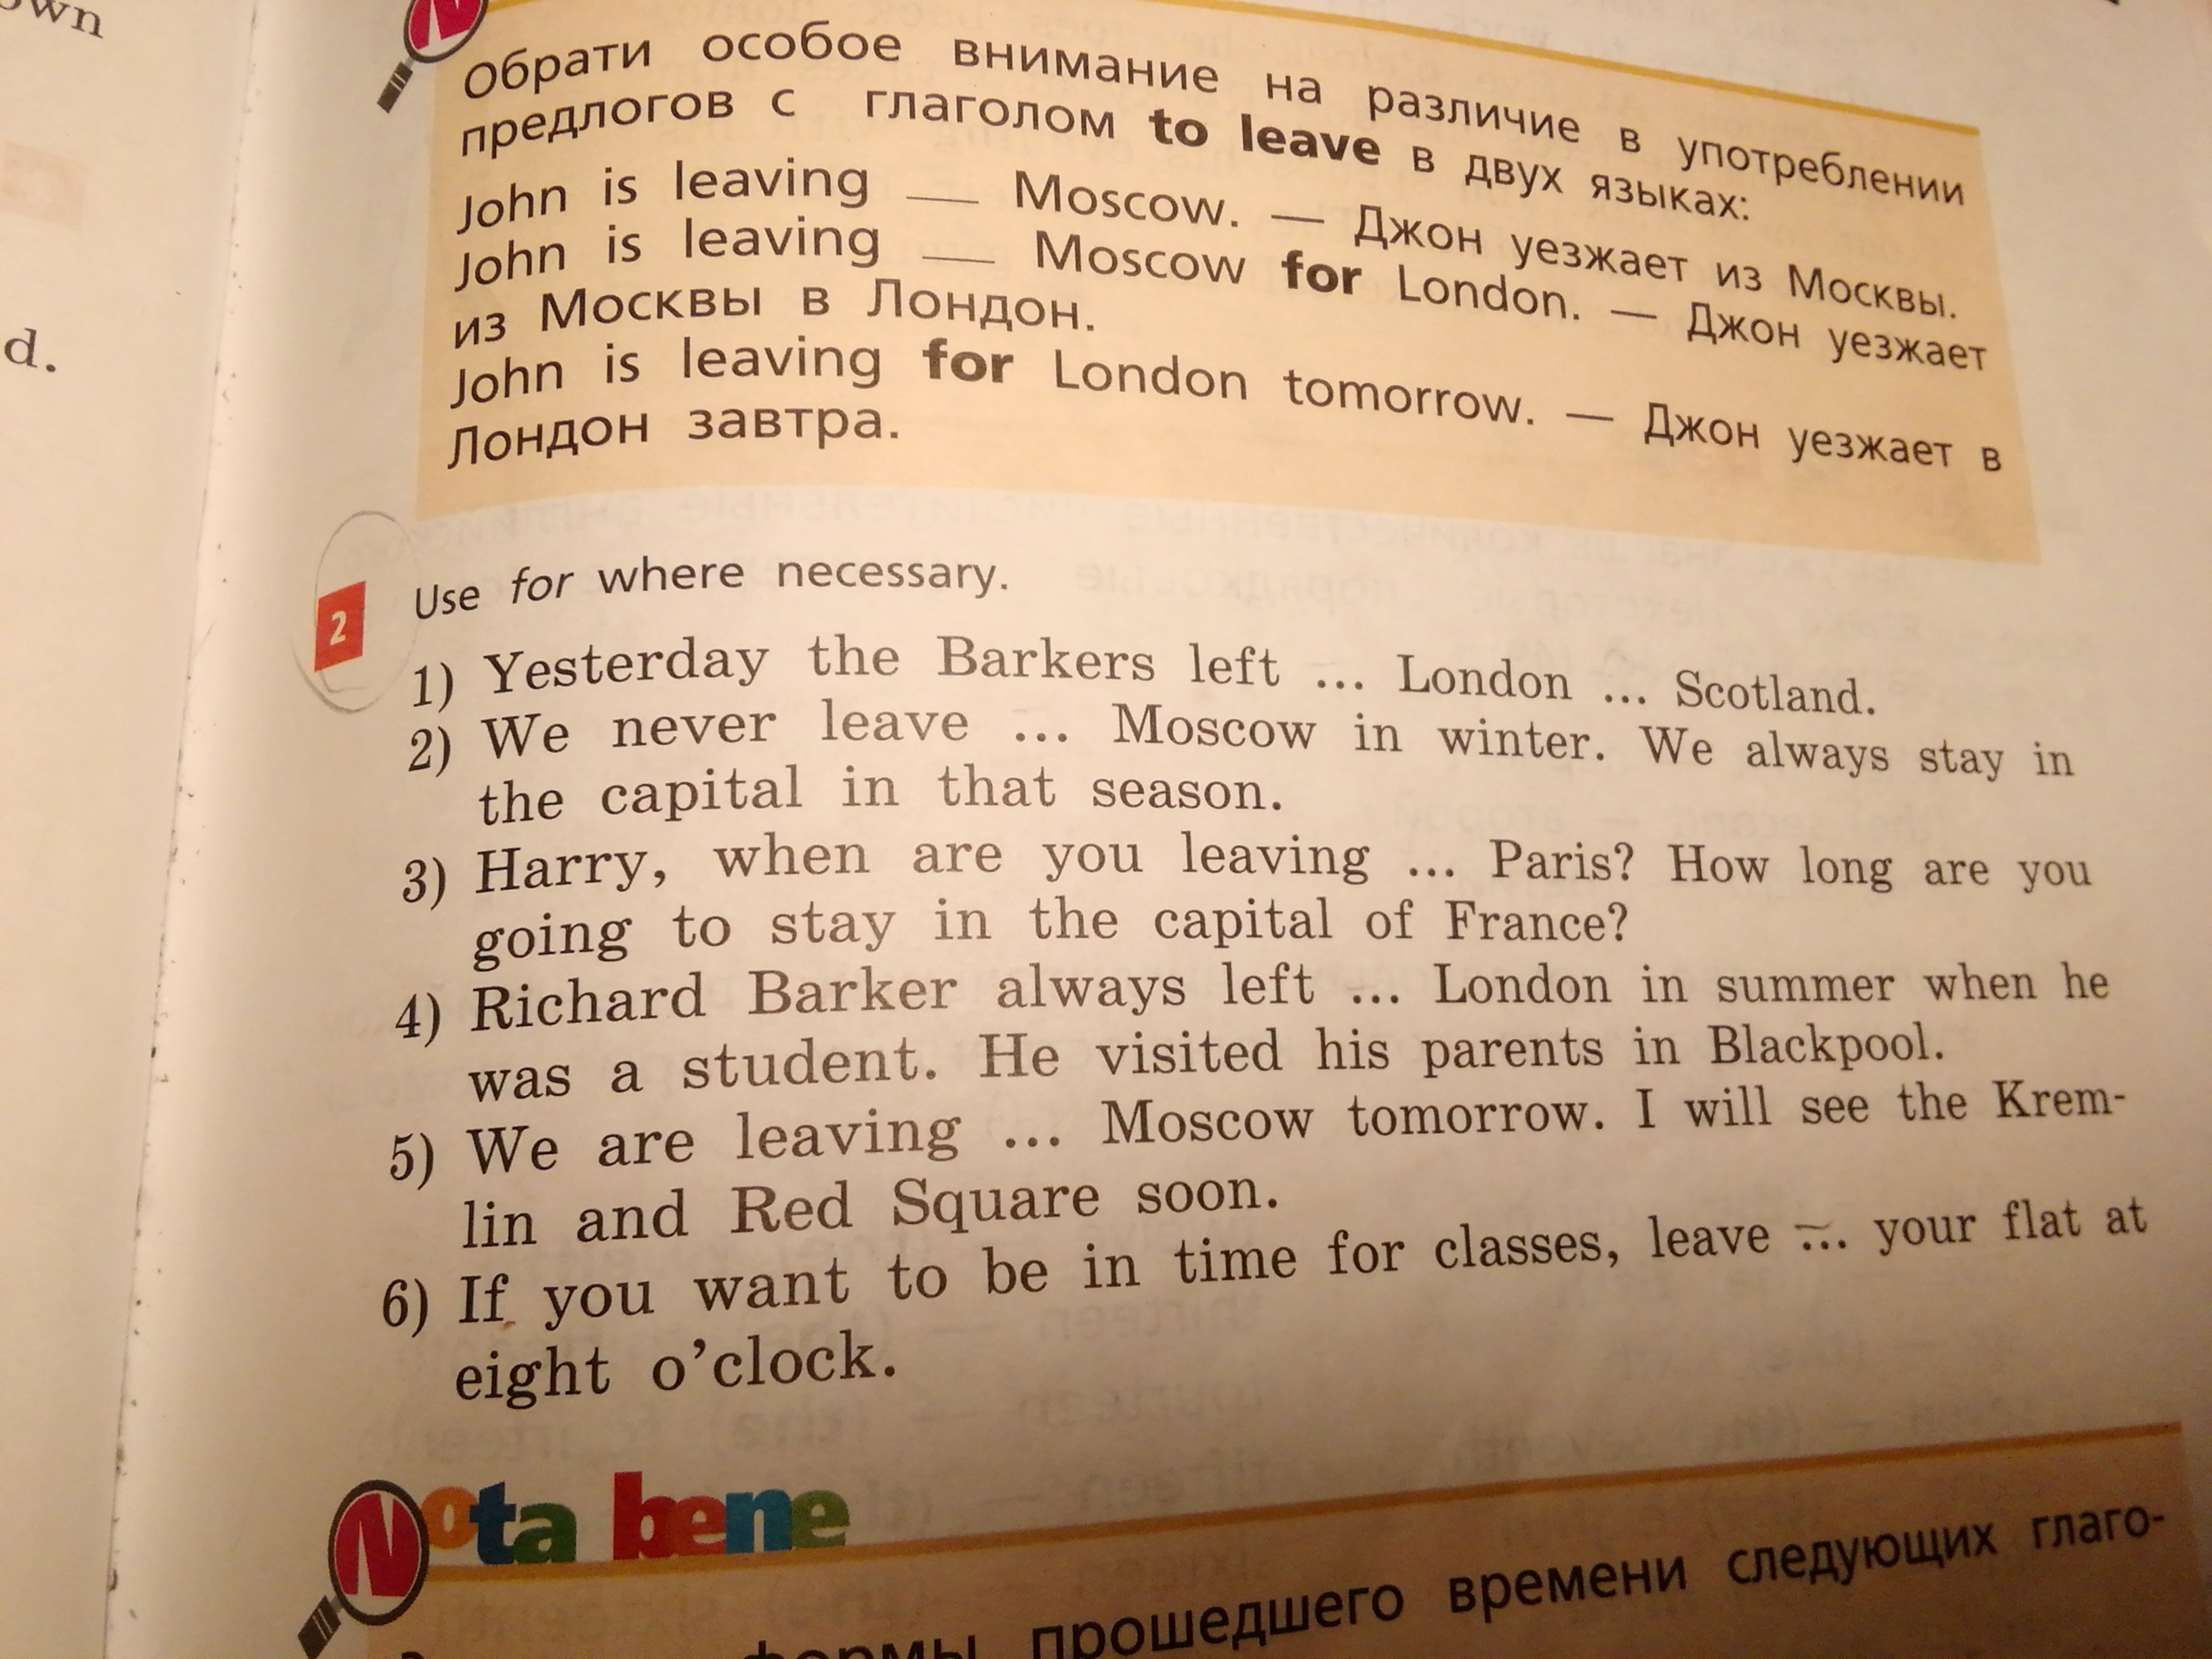 own
d.
N
Обрати особое внимание на различие в употреблении
предлогов с глаголом to leave в двух языках:
John is leaving __ Moscow. — Джон уезжает из Москвы.
John is leaving __ Moscow for London. — Джон уезжает
из Москвы в Лондон.
John is leaving for London tomorrow. — Джон уезжает в
Лондон завтра.
2 Use for where necessary.
1) Yesterday the Barkers left ... London ... Scotland.
2) We never leave ... Moscow in winter. We always stay in
the capital in that season.
3) Harry, when are you leaving ... Paris? How long are you
going to stay in the capital of France?
4) Richard Barker always left ... London in summer when he
was a student. He visited his parents in Blackpool.
5) We are leaving ... Moscow tomorrow. I will see the Krem-
lin and Red Square soon.
6) If you want to be in time for classes, leave ... your flat at
eight o’clock.
Nota bene
формы прошедшего времени следующих глаго-